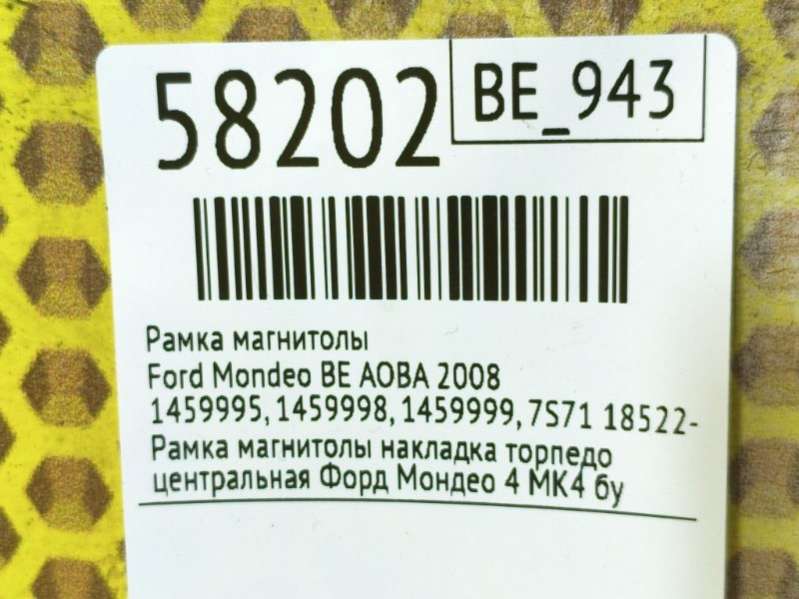 58202
BE_943
Рамка магнитолы
Ford Mondeo BE AOBA 2008
1459995, 1459998, 1459999, 7S71 18522-
Рамка магнитолы накладка торпедо
центральная Форд Мондео 4 МК4 бу